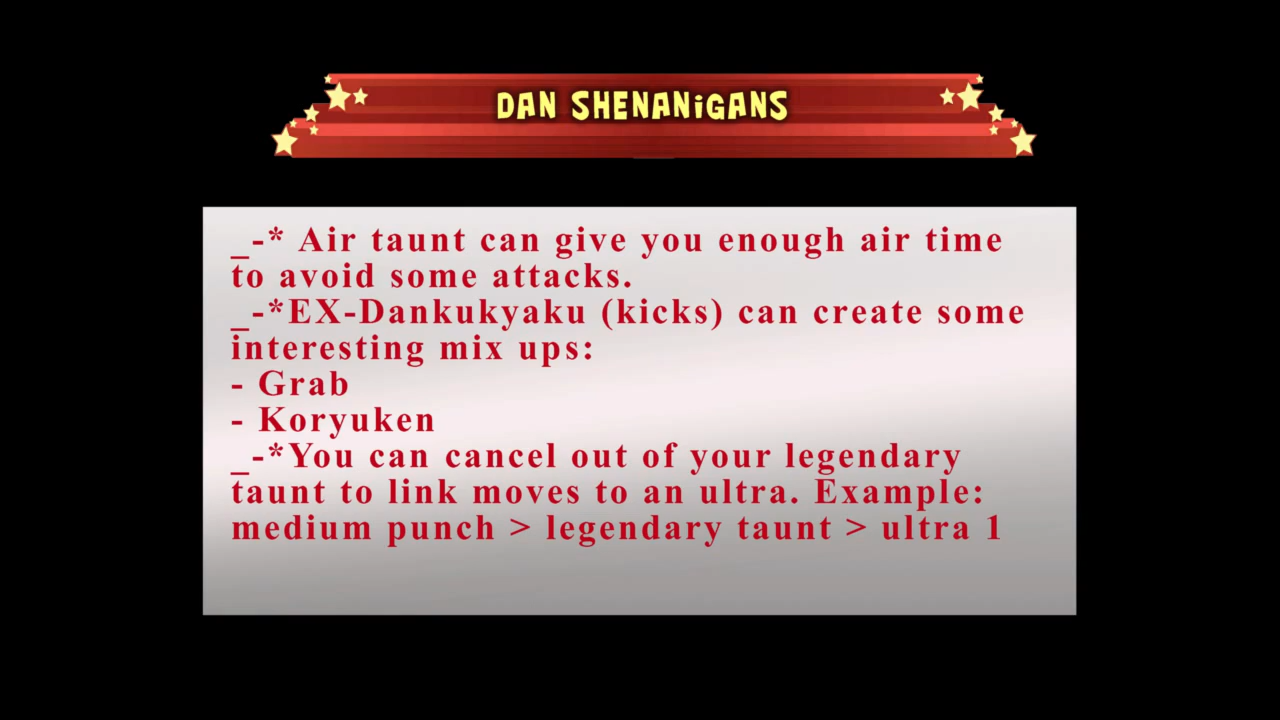 DAN SHENANiGANS
_-* Air taunt can give you enough air time
to avoid some attacks.
_-*EX-Dankukyaku (kicks) can create some
interesting mix ups:
- Grab
- Koryuken
_-*You can cancel out of your legendary
taunt to link moves to an ultra. Example:
medium punch > legendary taunt > ultra 1